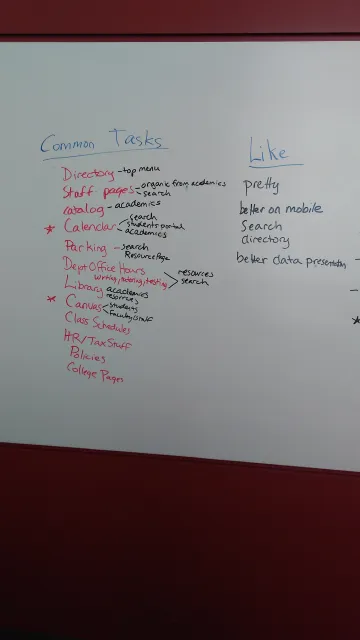 Common Tasks
Directory - top menu
Staff pages - organic from academics
search
catalog - academics
search
* Calendar - students portal
academics
Parking - search
Resource Page
Dept Office Hours
resources
writing, tutoring, testing
search
Library academics
resources
* Canvas - students
Faculty & Staff
Class Schedules
HR/Tax Stuff
Policies
College Pages
Like
pretty
better on mobile
Search
directory
better data presentation -
-
*